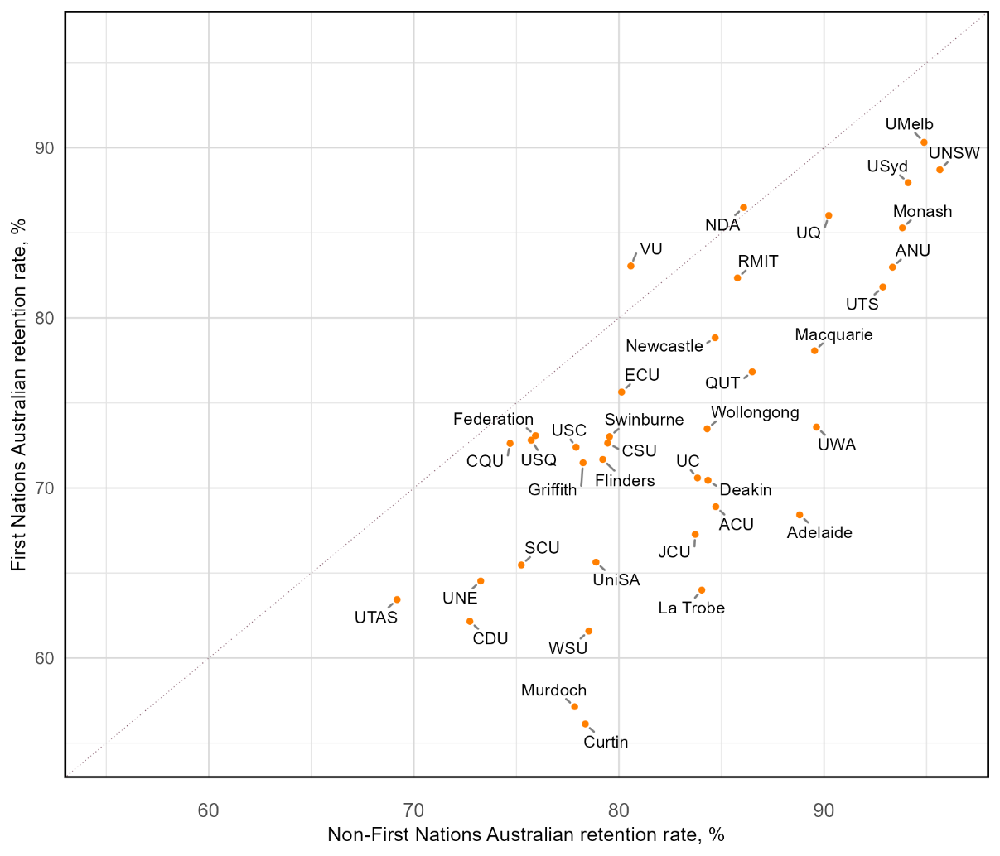 UMelb
UNSW
USyd
90
Monash
NDA
UQ
VU
ANU
RMIT
UTS
80
Macquarie
Newcastle
ECU
QUT
Wollongong
Federation
Swinburne
USC
UWA
CSU
CQU
USQ
UC
Flinders
Griffith
Deakin
70
ACU
Adelaide
SCU
JCU
UniSA
UNE
La Trobe
UTAS
CDU
WSU
60
Murdoch
Curtin
First Nations Australian retention rate, %
60 70 80 90
Non-First Nations Australian retention rate, %